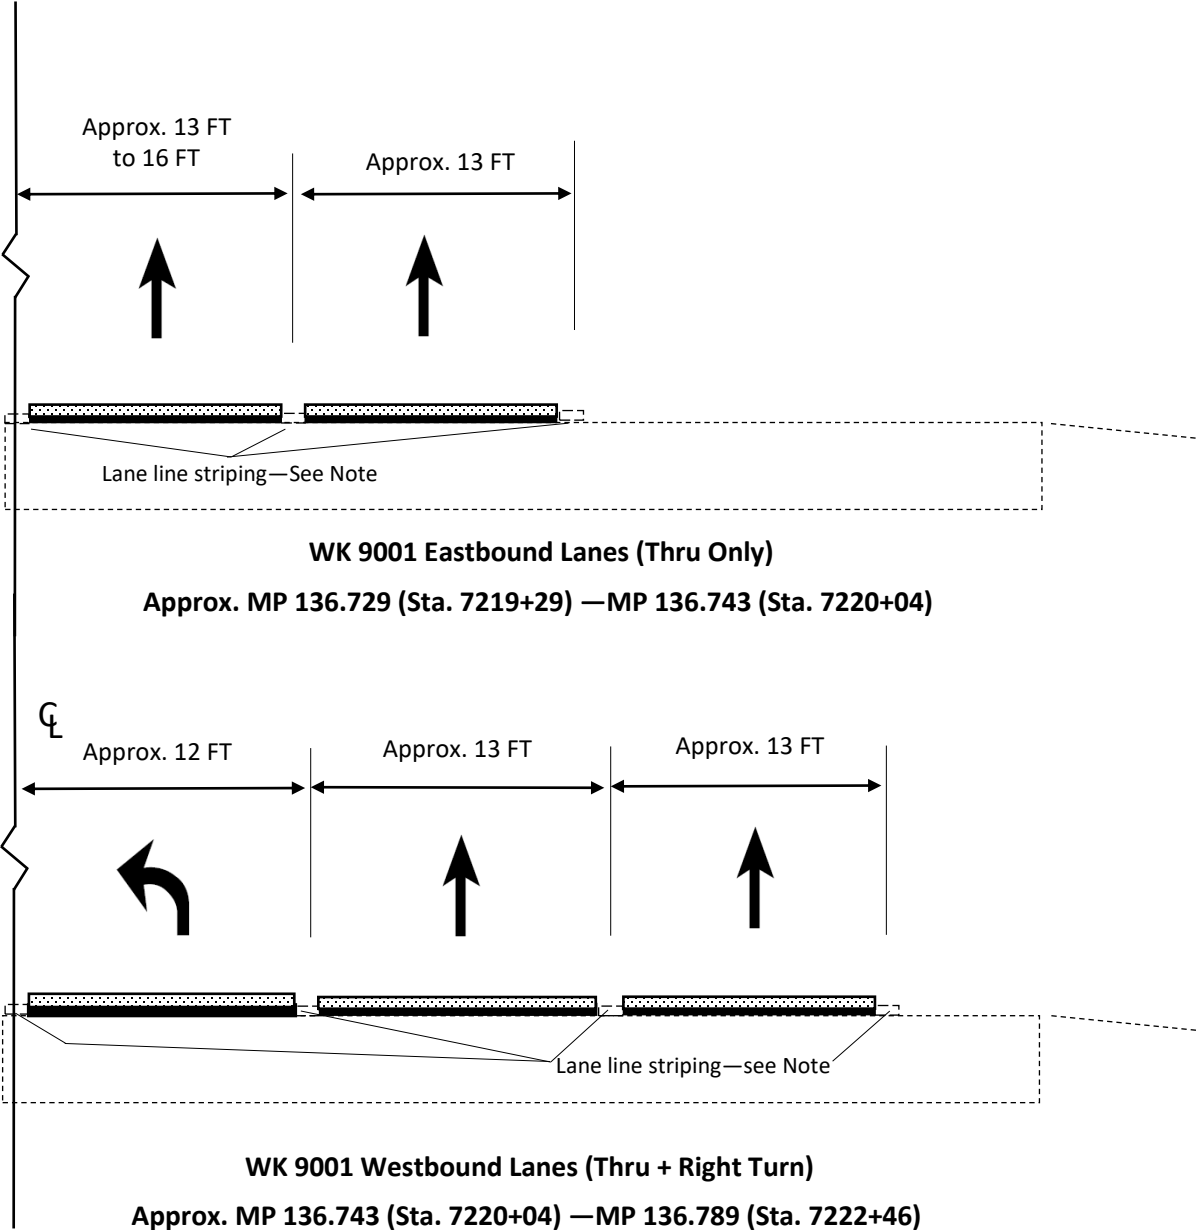 Approx. 13 FT
to 16 FT
Approx. 13 FT
Lane line striping—See Note
WK 9001 Eastbound Lanes (Thru Only)
Approx. MP 136.729 (Sta. 7219+29) —MP 136.743 (Sta. 7220+04)
℄
Approx. 12 FT
Approx. 13 FT
Approx. 13 FT
Lane line striping—see Note
WK 9001 Westbound Lanes (Thru + Right Turn)
Approx. MP 136.743 (Sta. 7220+04) —MP 136.789 (Sta. 7222+46)